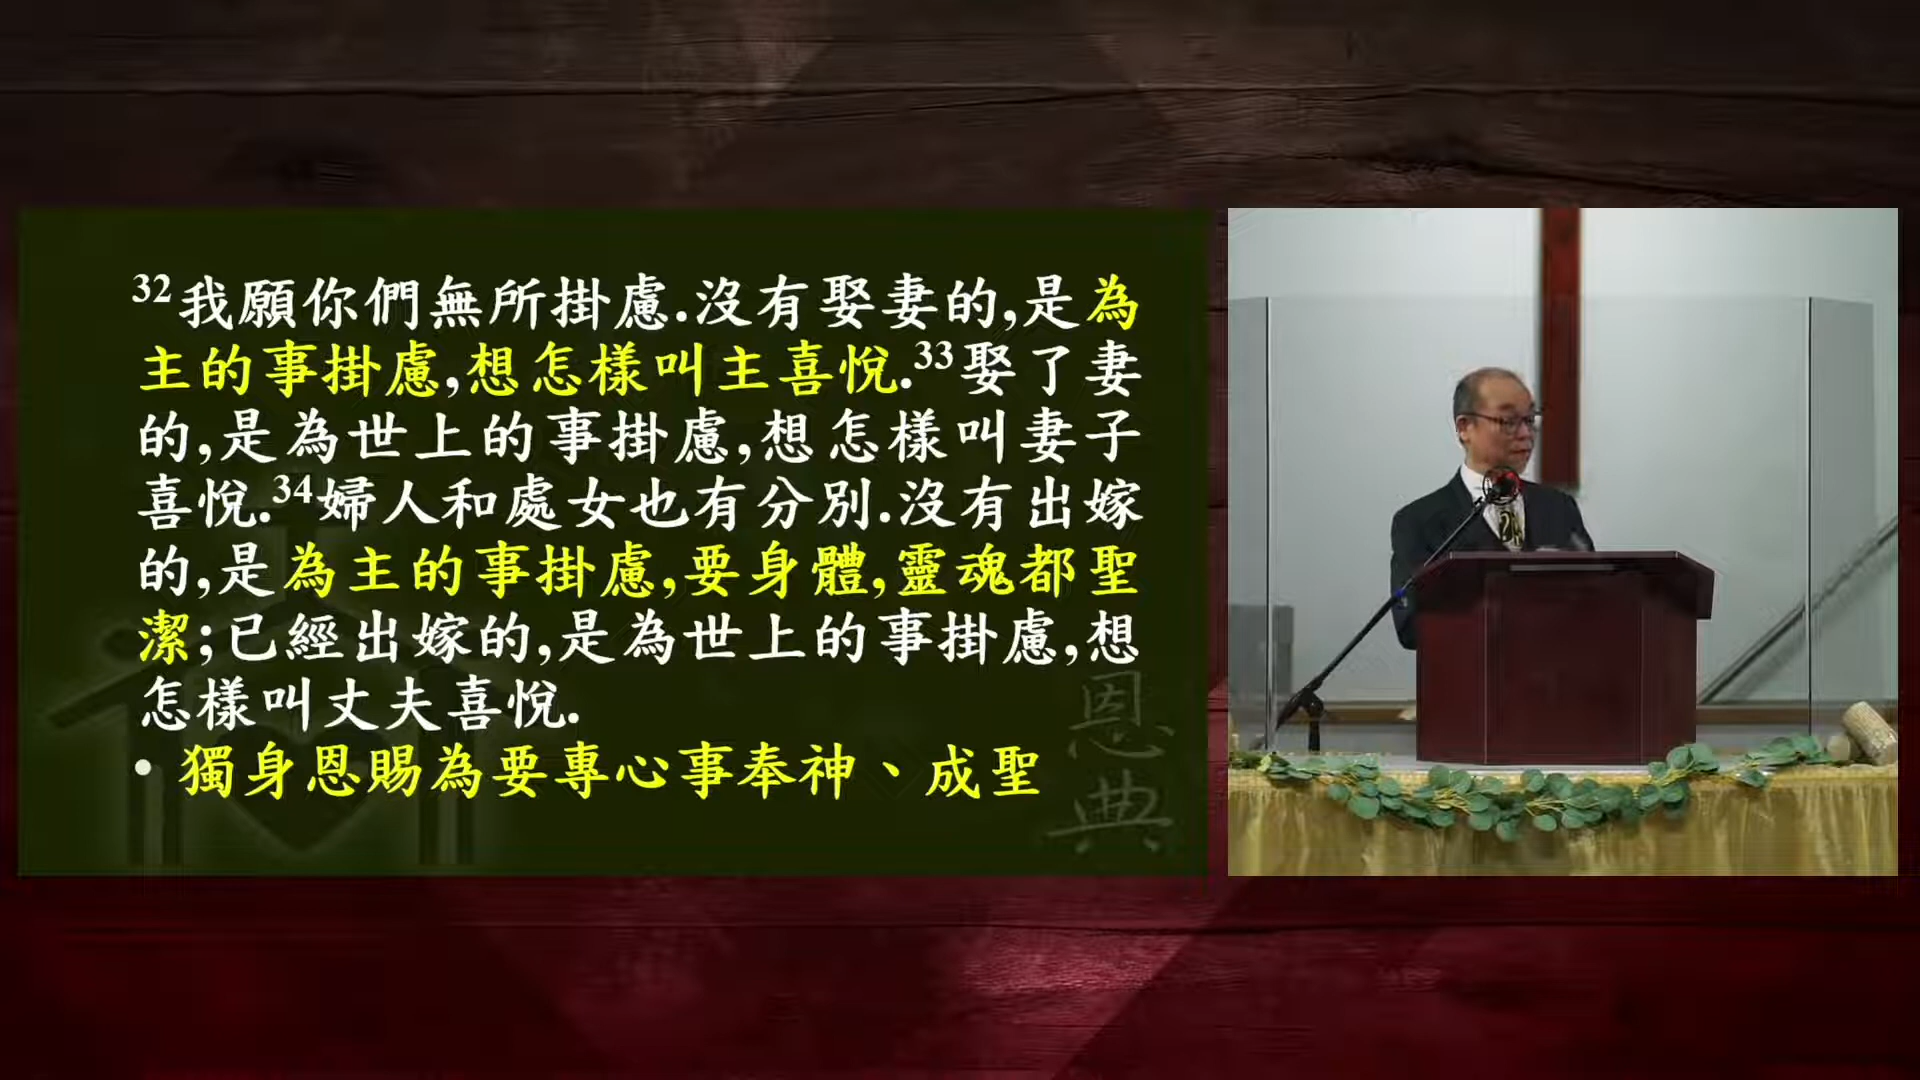 32我願你們無所掛慮.沒有娶妻的,是為
主的事掛慮,想怎樣叫主喜悅.33娶了妻
的,是為世上的事掛慮,想怎樣叫妻子
喜悅.34婦人和處女也有分別.沒有出嫁
的,是為主的事掛慮,要身體,靈魂都聖
潔;已經出嫁的,是為世上的事掛慮,想
怎樣叫丈夫喜悅.
• 獨身恩賜為要專心事奉神、成聖
恩典